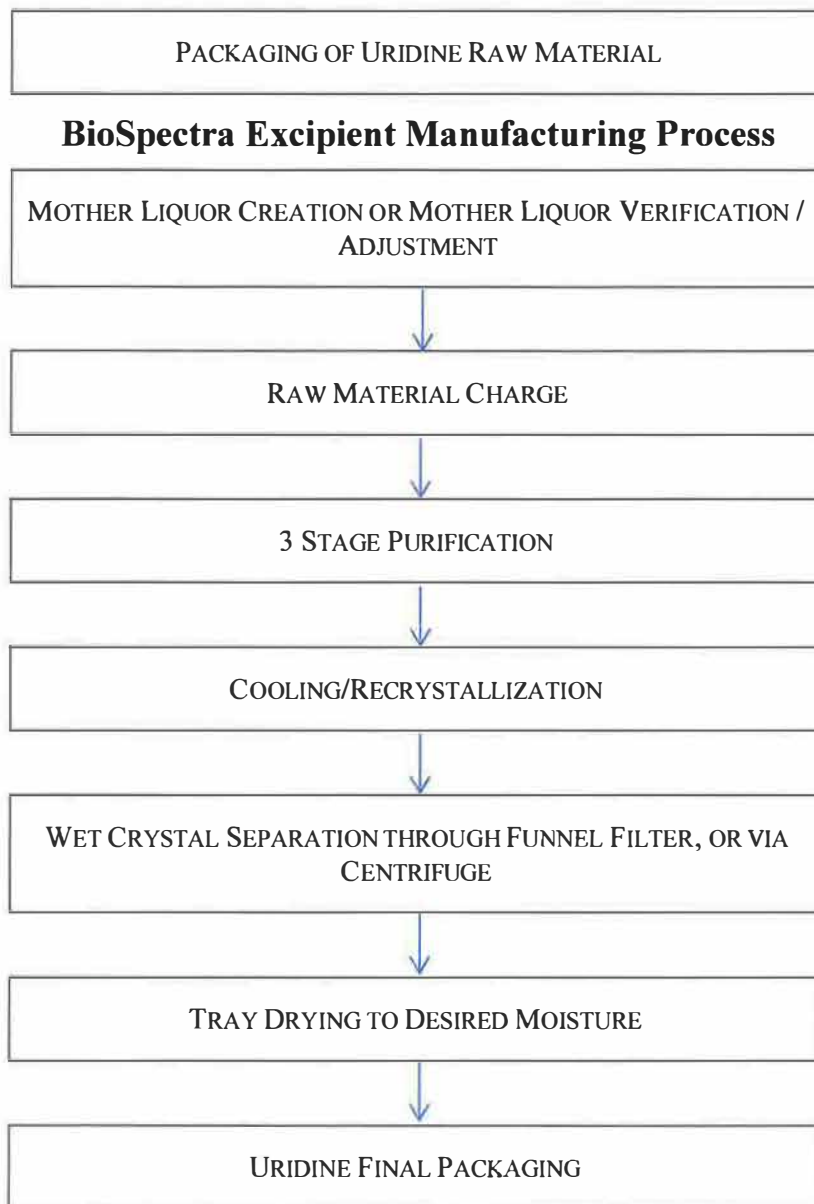 PACKAGING OF URIDINE RAW MATERIAL
BioSpectra Excipient Manufacturing Process
MOTHER LIQUOR CREATION OR MOTHER LIQUOR VERIFICATION /
ADJUSTMENT
RAW MATERIAL CHARGE
3 STAGE PURIFICATION
COOLING/RECRYSTALLIZATION
WET CRYSTAL SEPARATION THROUGH FUNNEL FILTER, OR VIA
CENTRIFUGE
TRAY DRYING TO DESIRED MOISTURE
URIDINE FINAL PACKAGING